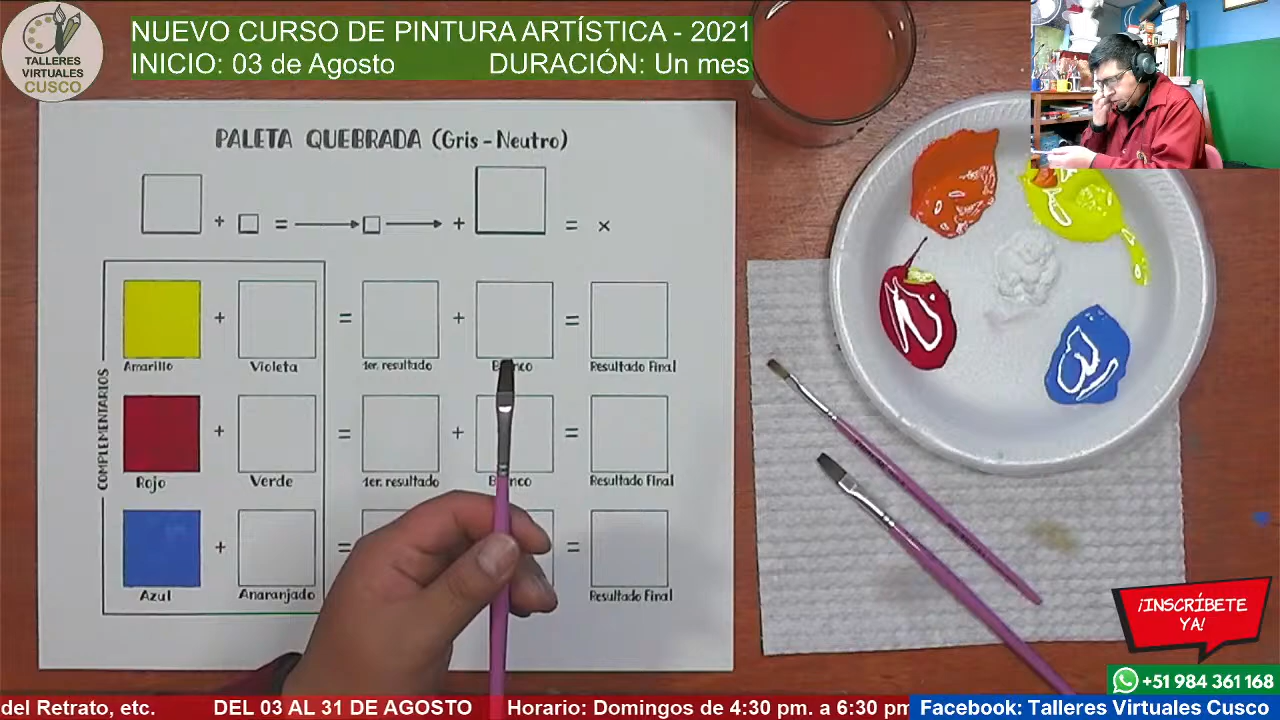 TALLERES
VIRTUALES
CUSCO
NUEVO CURSO DE PINTURA ARTÍSTICA - 2021
INICIO: 03 de Agosto DURACIÓN: Un mes
PALETA QUEBRADA (Gris - Neutro)
+ = + = ×
COMPLEMENTARIOS
+ = + =
Amarillo Violeta 1er. resultado Resultado Final
+ = + =
Rojo Verde 1er. resultado Resultado Final
+ = =
Azul Anaranjado Resultado Final
¡INSCRÍBETE
YA!
+51 984 361 168
del Retrato, etc. DEL 03 AL 31 DE AGOSTO Horario: Domingos de 4:30 pm. a 6:30 pm
Facebook: Talleres Virtuales Cusco